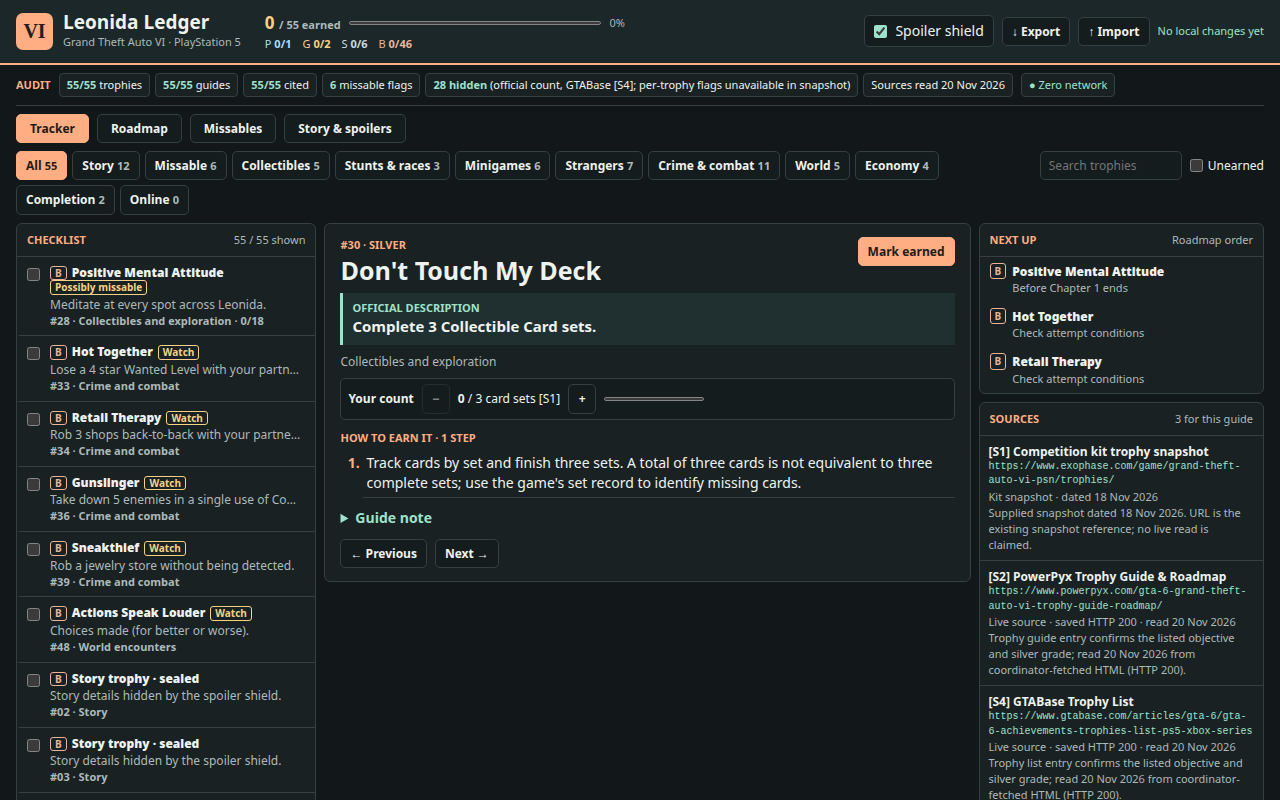 VI
Leonida Ledger
Grand Theft Auto VI · PlayStation 5
0 / 55 earned 0%
P 0/1 G 0/2 S 0/6 B 0/46
Spoiler shield
↓ Export
↑ Import
No local changes yet
AUDIT
55/55 trophies
55/55 guides
55/55 cited
6 missable flags
28 hidden (official count, GTABase [S4]; per-trophy flags unavailable in snapshot)
Sources read 20 Nov 2026
● Zero network
Tracker
Roadmap
Missables
Story & spoilers
All 55
Story 12
Missable 6
Collectibles 5
Stunts & races 3
Minigames 6
Strangers 7
Crime & combat 11
World 5
Economy 4
Search trophies
Unearned
Completion 2
Online 0
CHECKLIST 55 / 55 shown
B Positive Mental Attitude
Possibly missable
Meditate at every spot across Leonida.
#28 · Collectibles and exploration · 0/18
B Hot Together Watch
Lose a 4 star Wanted Level with your partn...
#33 · Crime and combat
B Retail Therapy Watch
Rob 3 shops back-to-back with your partne...
#34 · Crime and combat
B Gunslinger Watch
Take down 5 enemies in a single use of Co...
#36 · Crime and combat
B Sneakthief Watch
Rob a jewelry store without being detected.
#39 · Crime and combat
B Actions Speak Louder Watch
Choices made (for better or worse).
#48 · World encounters
B Story trophy · sealed
Story details hidden by the spoiler shield.
#02 · Story
B Story trophy · sealed
Story details hidden by the spoiler shield.
#03 · Story
#30 · SILVER
Mark earned
Don't Touch My Deck
OFFICIAL DESCRIPTION
Complete 3 Collectible Card sets.
Collectibles and exploration
Your count − 0 / 3 card sets [S1] +
HOW TO EARN IT · 1 STEP
1. Track cards by set and finish three sets. A total of three cards is not equivalent to three
complete sets; use the game's set record to identify missing cards.
▶ Guide note
← Previous
Next →
NEXT UP Roadmap order
B Positive Mental Attitude
Before Chapter 1 ends
B Hot Together
Check attempt conditions
B Retail Therapy
Check attempt conditions
SOURCES 3 for this guide
[S1] Competition kit trophy snapshot
https://www.exophase.com/game/grand-theft-
auto-vi-psn/trophies/
Kit snapshot · dated 18 Nov 2026
Supplied snapshot dated 18 Nov 2026. URL is the
existing snapshot reference; no live read is
claimed.
[S2] PowerPyx Trophy Guide & Roadmap
https://www.powerpyx.com/gta-6-grand-theft-
auto-vi-trophy-guide-roadmap/
Live source · saved HTTP 200 · read 20 Nov 2026
Trophy guide entry confirms the listed objective
and silver grade; read 20 Nov 2026 from
coordinator-fetched HTML (HTTP 200).
[S4] GTABase Trophy List
https://www.gtabase.com/articles/gta-6/gta-
6-achievements-trophies-list-ps5-xbox-series
Live source · saved HTTP 200 · read 20 Nov 2026
Trophy list entry confirms the listed objective and
silver grade; read 20 Nov 2026 from coordinator-
fetched HTML (HTTP 200).